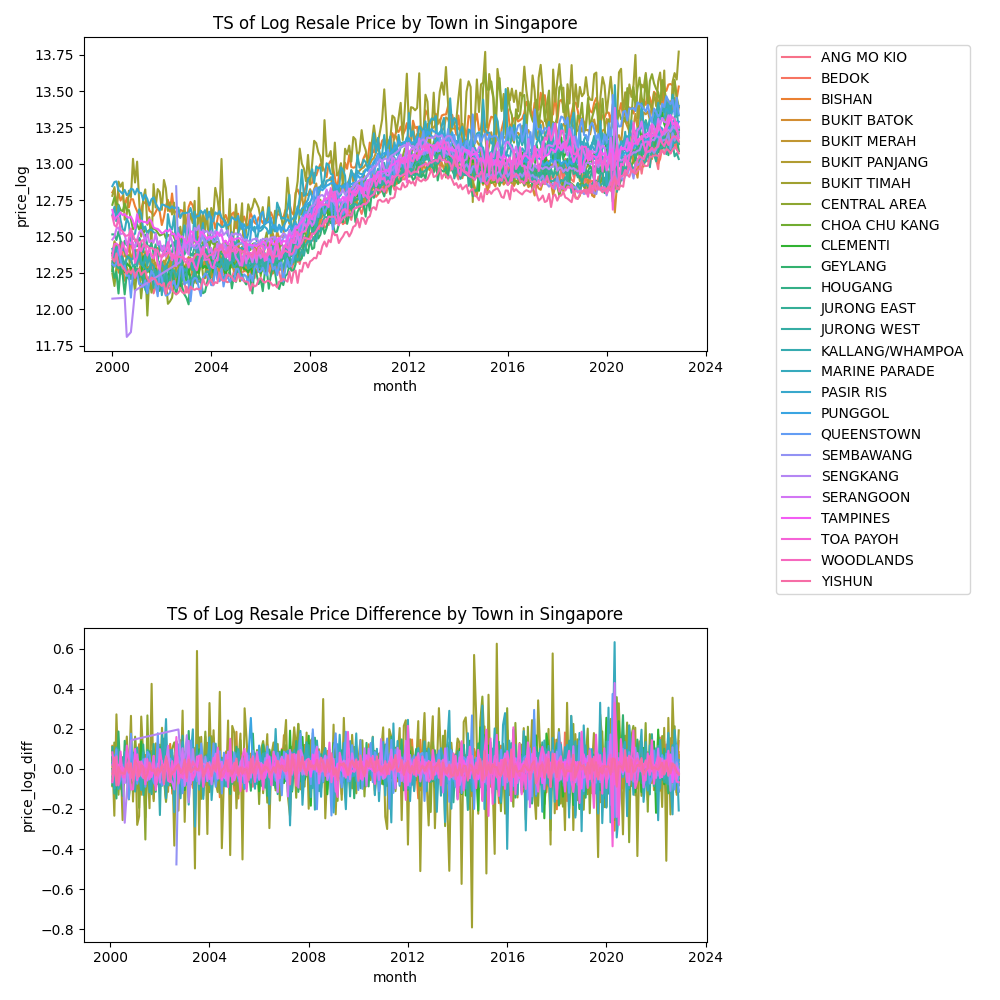 TS of Log Resale Price by Town in Singapore
price_log
13.75
13.50
13.25
13.00
12.75
12.50
12.25
12.00
11.75
2000
2004
2008
2012
2016
2020
2024
month
ANG MO KIO
BEDOK
BISHAN
BUKIT BATOK
BUKIT MERAH
BUKIT PANJANG
BUKIT TIMAH
CENTRAL AREA
CHOA CHU KANG
CLEMENTI
GEYLANG
HOUGANG
JURONG EAST
JURONG WEST
KALLANG/WHAMPOA
MARINE PARADE
PASIR RIS
PUNGGOL
QUEENSTOWN
SEMBAWANG
SENGKANG
SERANGOON
TAMPINES
TOA PAYOH
WOODLANDS
YISHUN
TS of Log Resale Price Difference by Town in Singapore
price_log_diff
0.6
0.4
0.2
0.0
−0.2
−0.4
−0.6
−0.8
2000
2004
2008
2012
2016
2020
2024
month